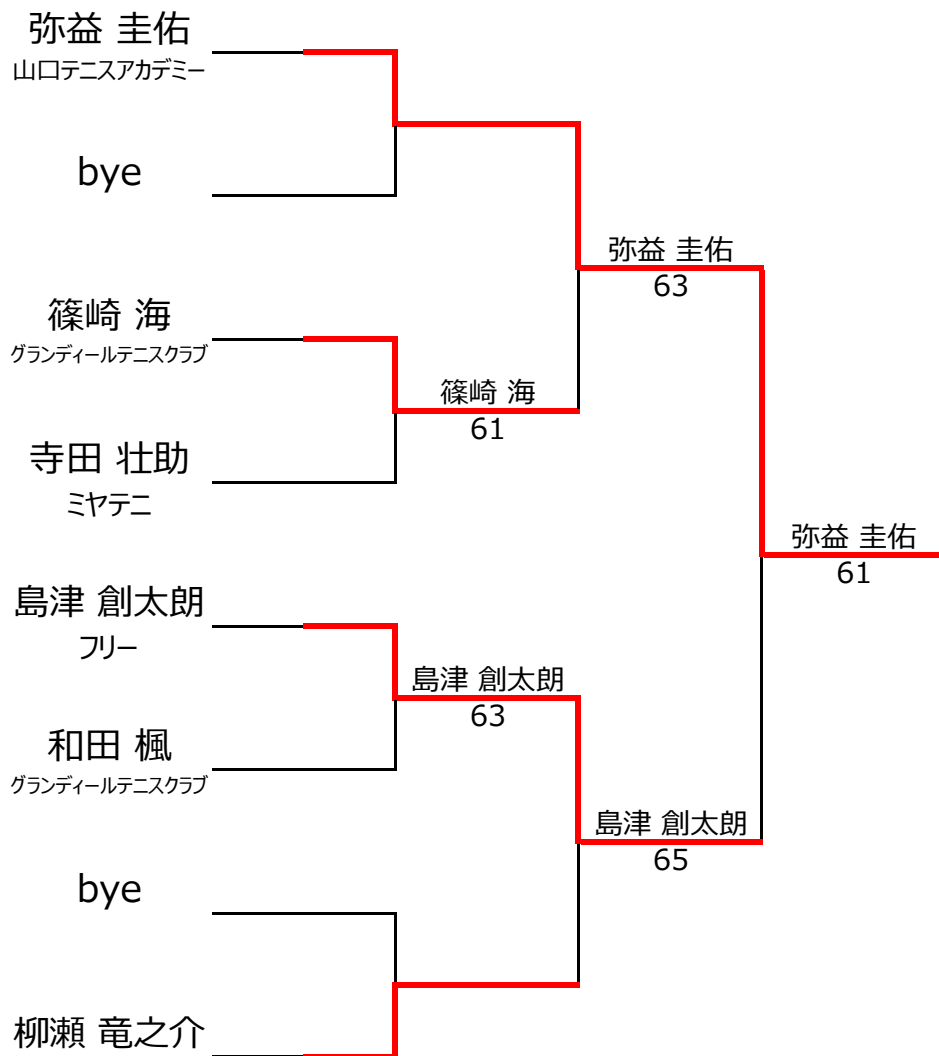 弥益 圭佑
山口テニスアカデミー
bye
弥益 圭佑
63
篠崎 海
グランディールテニスクラブ
篠崎 海
61
寺田 壮助
ミヤテニ
弥益 圭佑
61
島津 創太朗
フリー
島津 創太朗
63
和田 楓
グランディールテニスクラブ
島津 創太朗
65
bye
柳瀬 竜之介